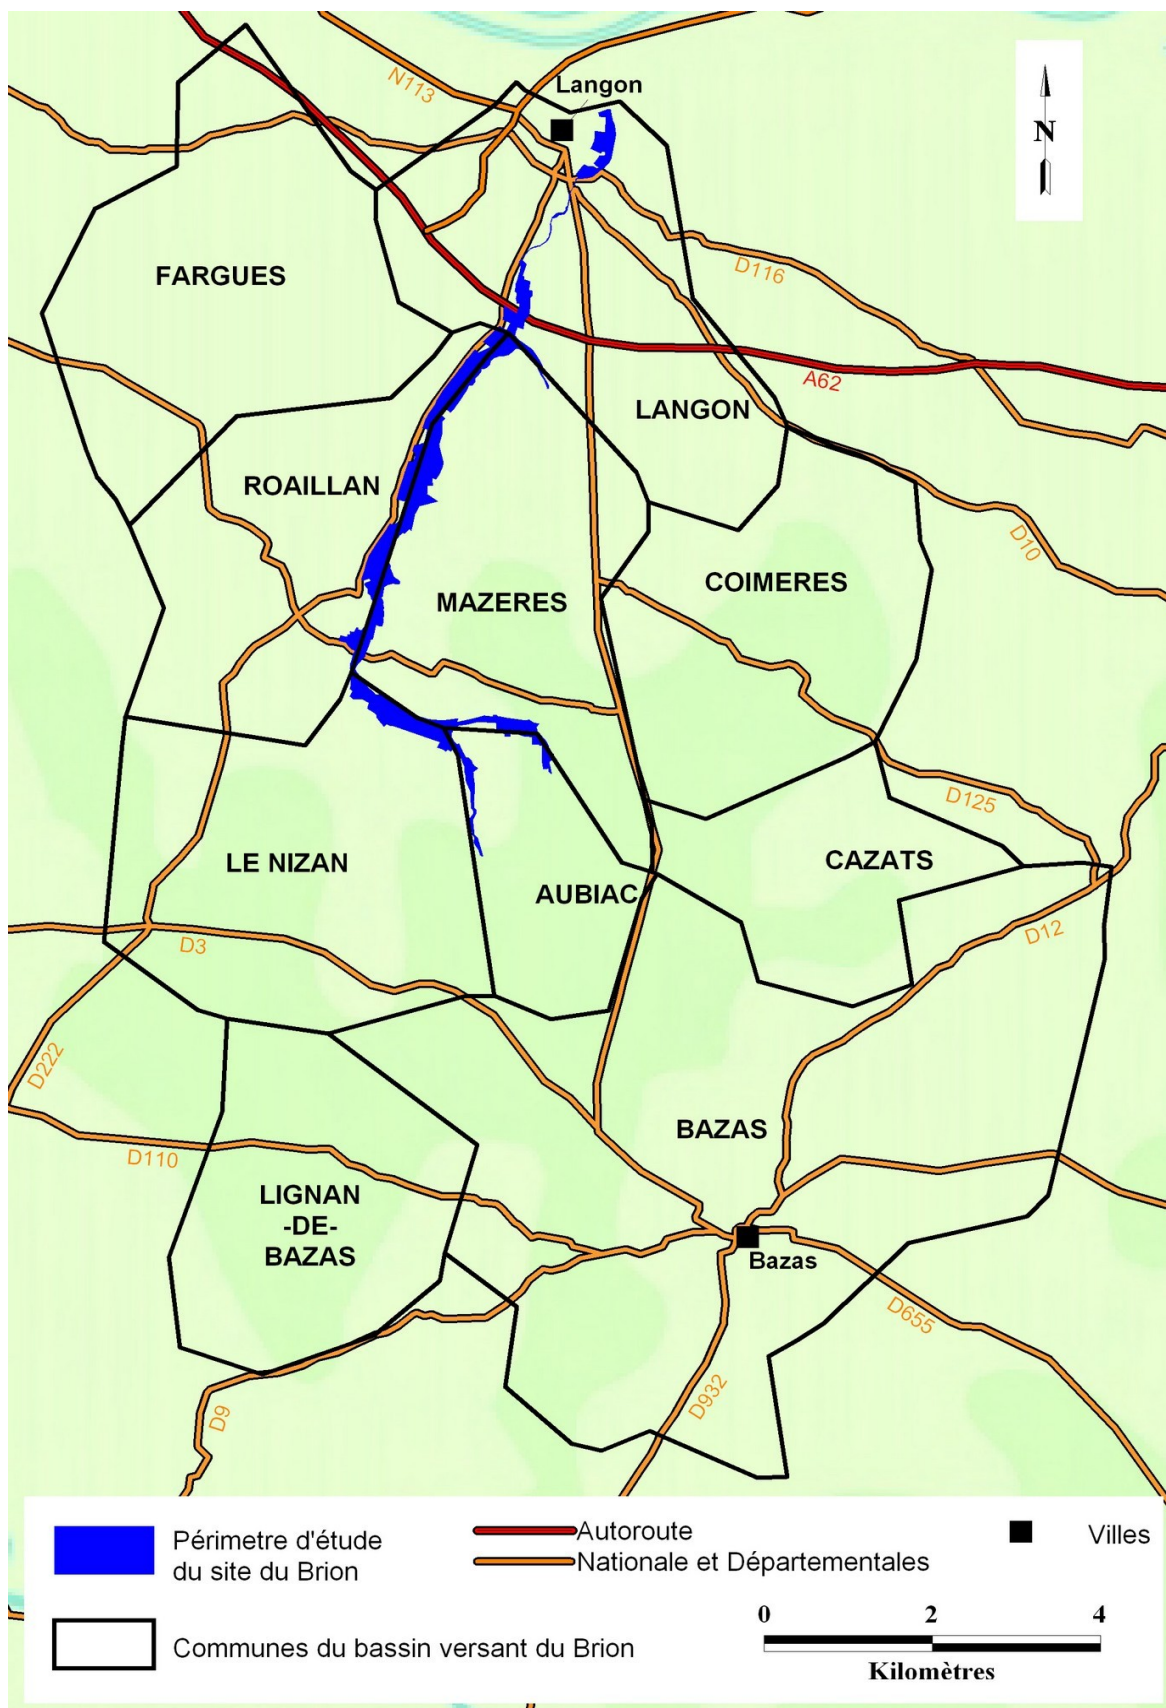 Langon
N113
N
FARGUES
D116
A62
LANGON
ROAILLAN
D10
COIMERES
MAZERES
D125
LE NIZAN
CAZATS
AUBIAC
D3
D12
D222
BAZAS
D110
LIGNAN
-DE-
BAZAS
Bazas
D655
D932
D9
Périmetre d'étude
du site du Brion
Autoroute
Nationale et Départementales
Villes
Communes du bassin versant du Brion
0 2 4
Kilomètres